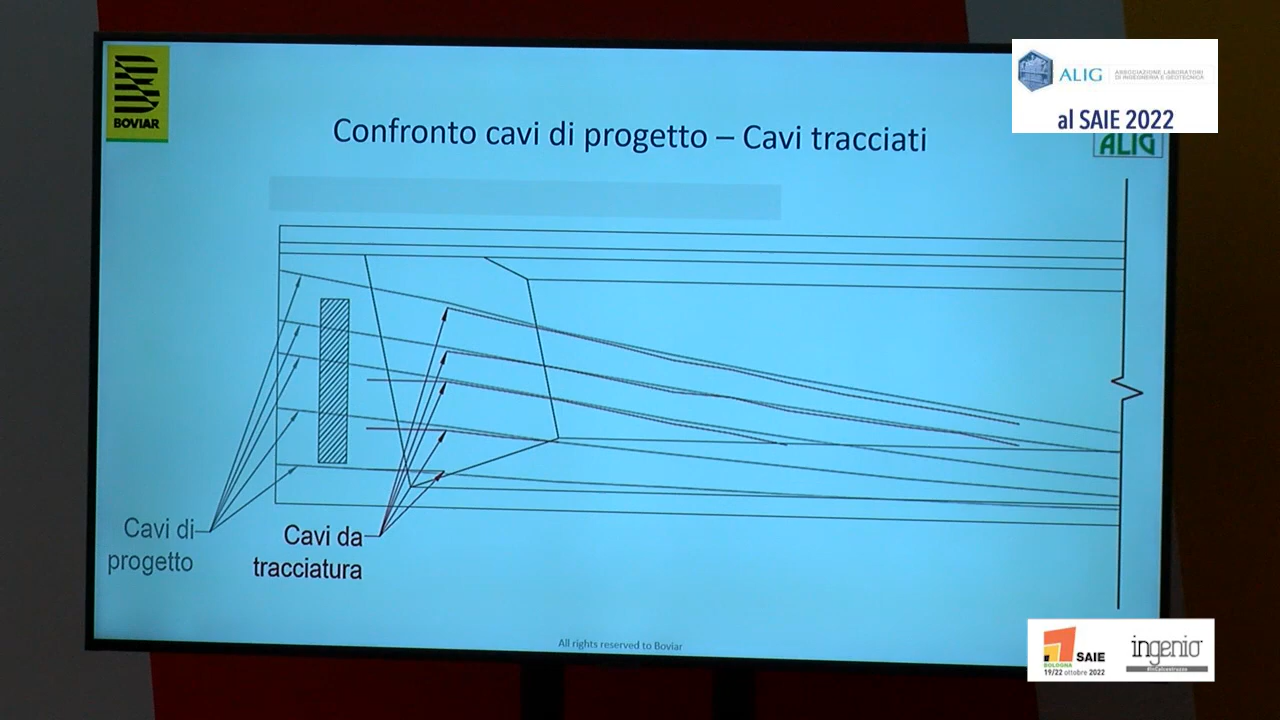 BOVIAR
ALIG
ASSOCIAZIONE LABORATORI
DI INGEGNERIA E GEOTECNICA
al SAIE 2022
ALIG
Confronto cavi di progetto – Cavi tracciati
Cavi di
progetto
Cavi da
tracciatura
All rights reserved to Boviar
SAIE
BOLOGNA
19/22 ottobre 2022
ingenio